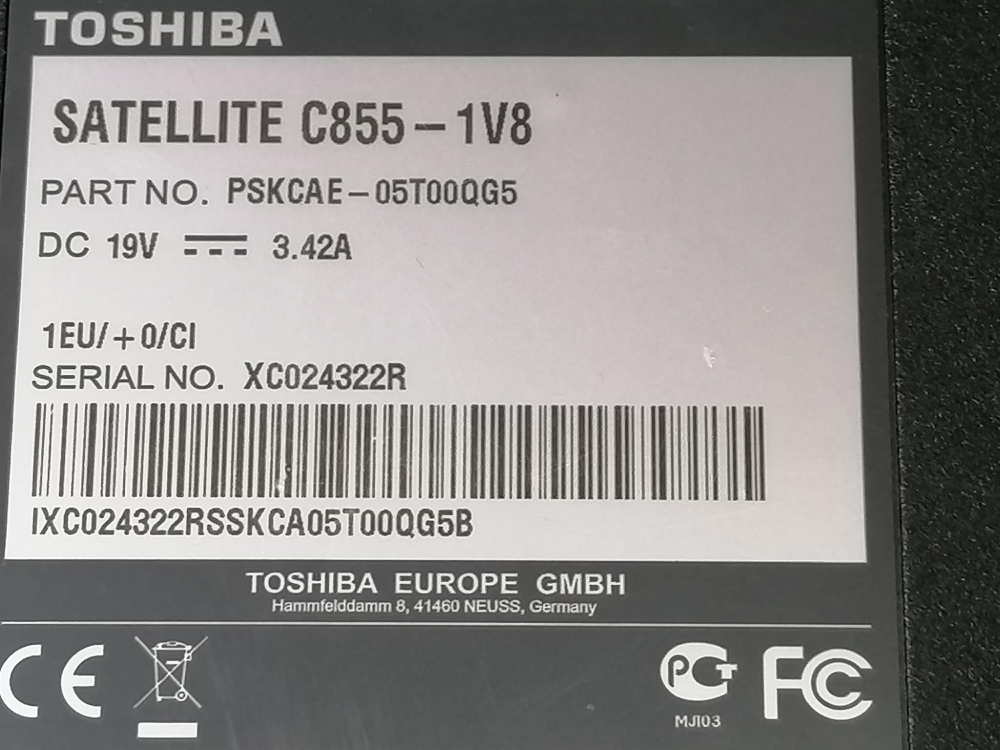 TOSHIBA
SATELLITE C855-1V8
PART NO. PSKCAE-05T00QG5
DC 19V ⎓ 3.42A
1EU/+0/CI
SERIAL NO. XC024322R
IXC024322RSSKCA05T00QG5B
TOSHIBA EUROPE GMBH
Hammfelddamm 8, 41460 NEUSS, Germany
CE PCT FC
МЛ03